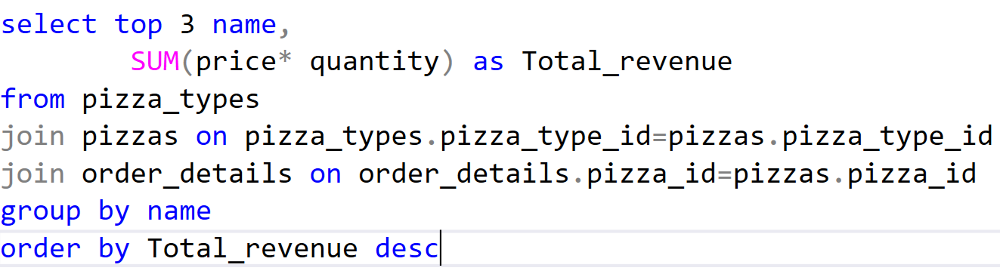 select top 3 name,
SUM(price* quantity) as Total_revenue
from pizza_types
join pizzas on pizza_types.pizza_type_id=pizzas.pizza_type_id
join order_details on order_details.pizza_id=pizzas.pizza_id
group by name
order by Total_revenue desc